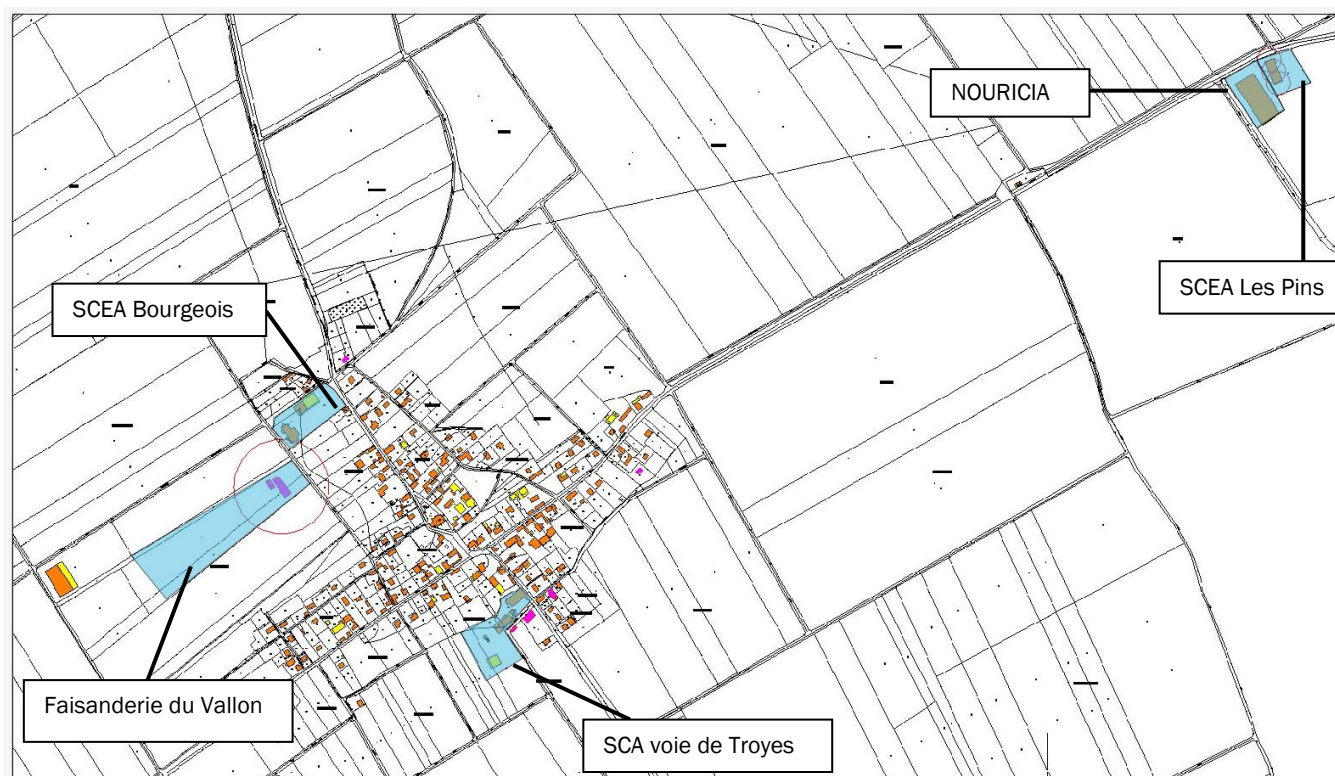 NOURICIA
SCEA Les Pins
SCEA Bourgeois
Faisanderie du Vallon
SCA voie de Troyes